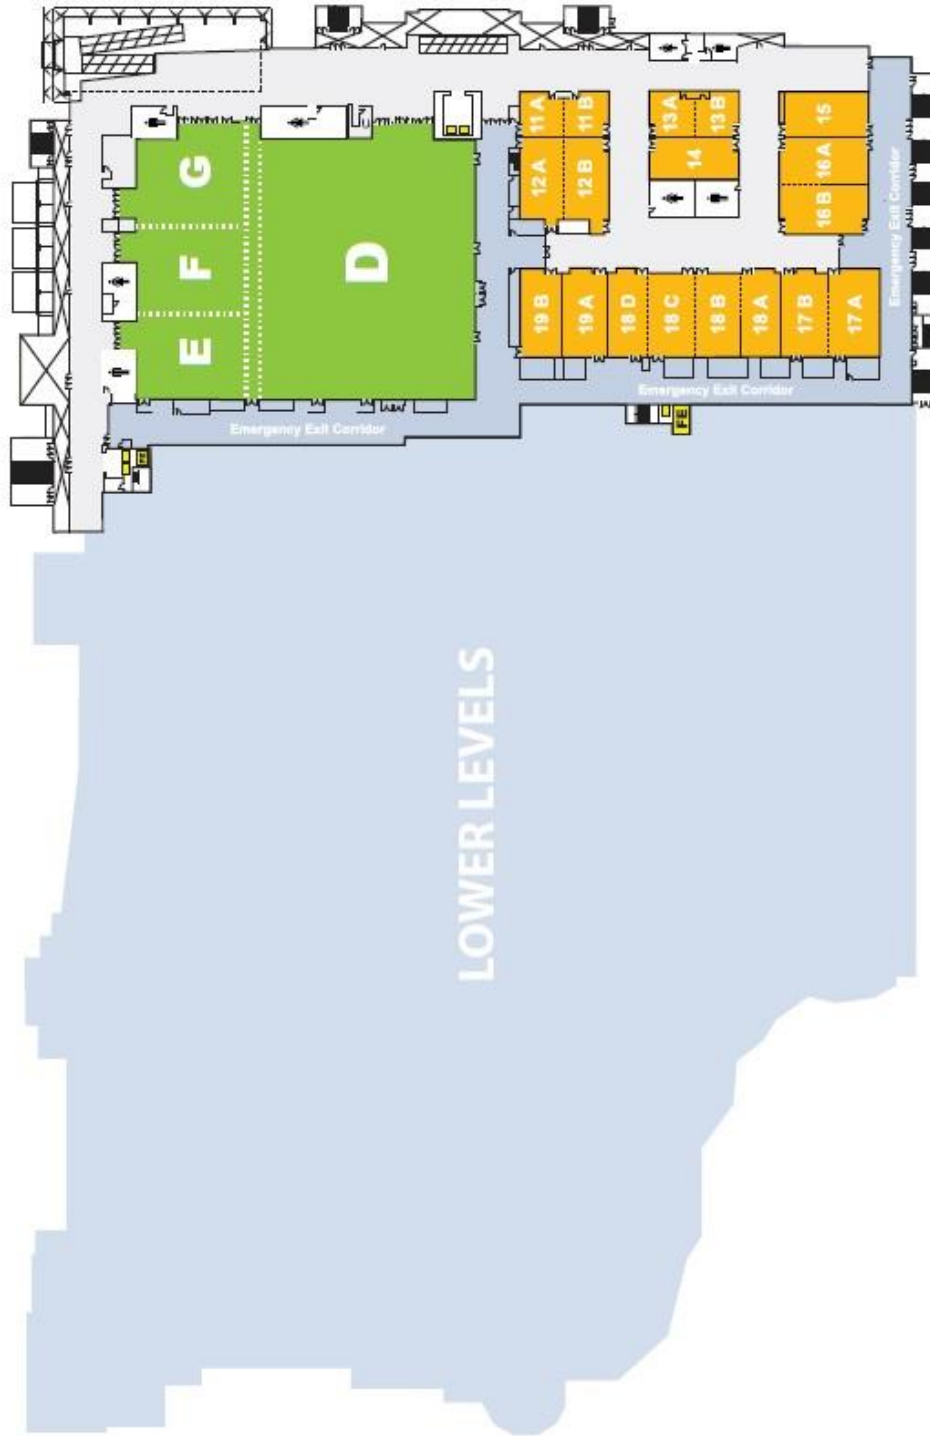 G
F
E
D
11 A
11 B
12 A
12 B
13 A
13 B
14
15
16 A
16 B
19 B
19 A
18 D
18 C
18 B
18 A
17 B
17 A
Emergency Exit Corridor
Emergency Exit Corridor
Emergency Exit Corridor
FE
FE
LOWER LEVELS